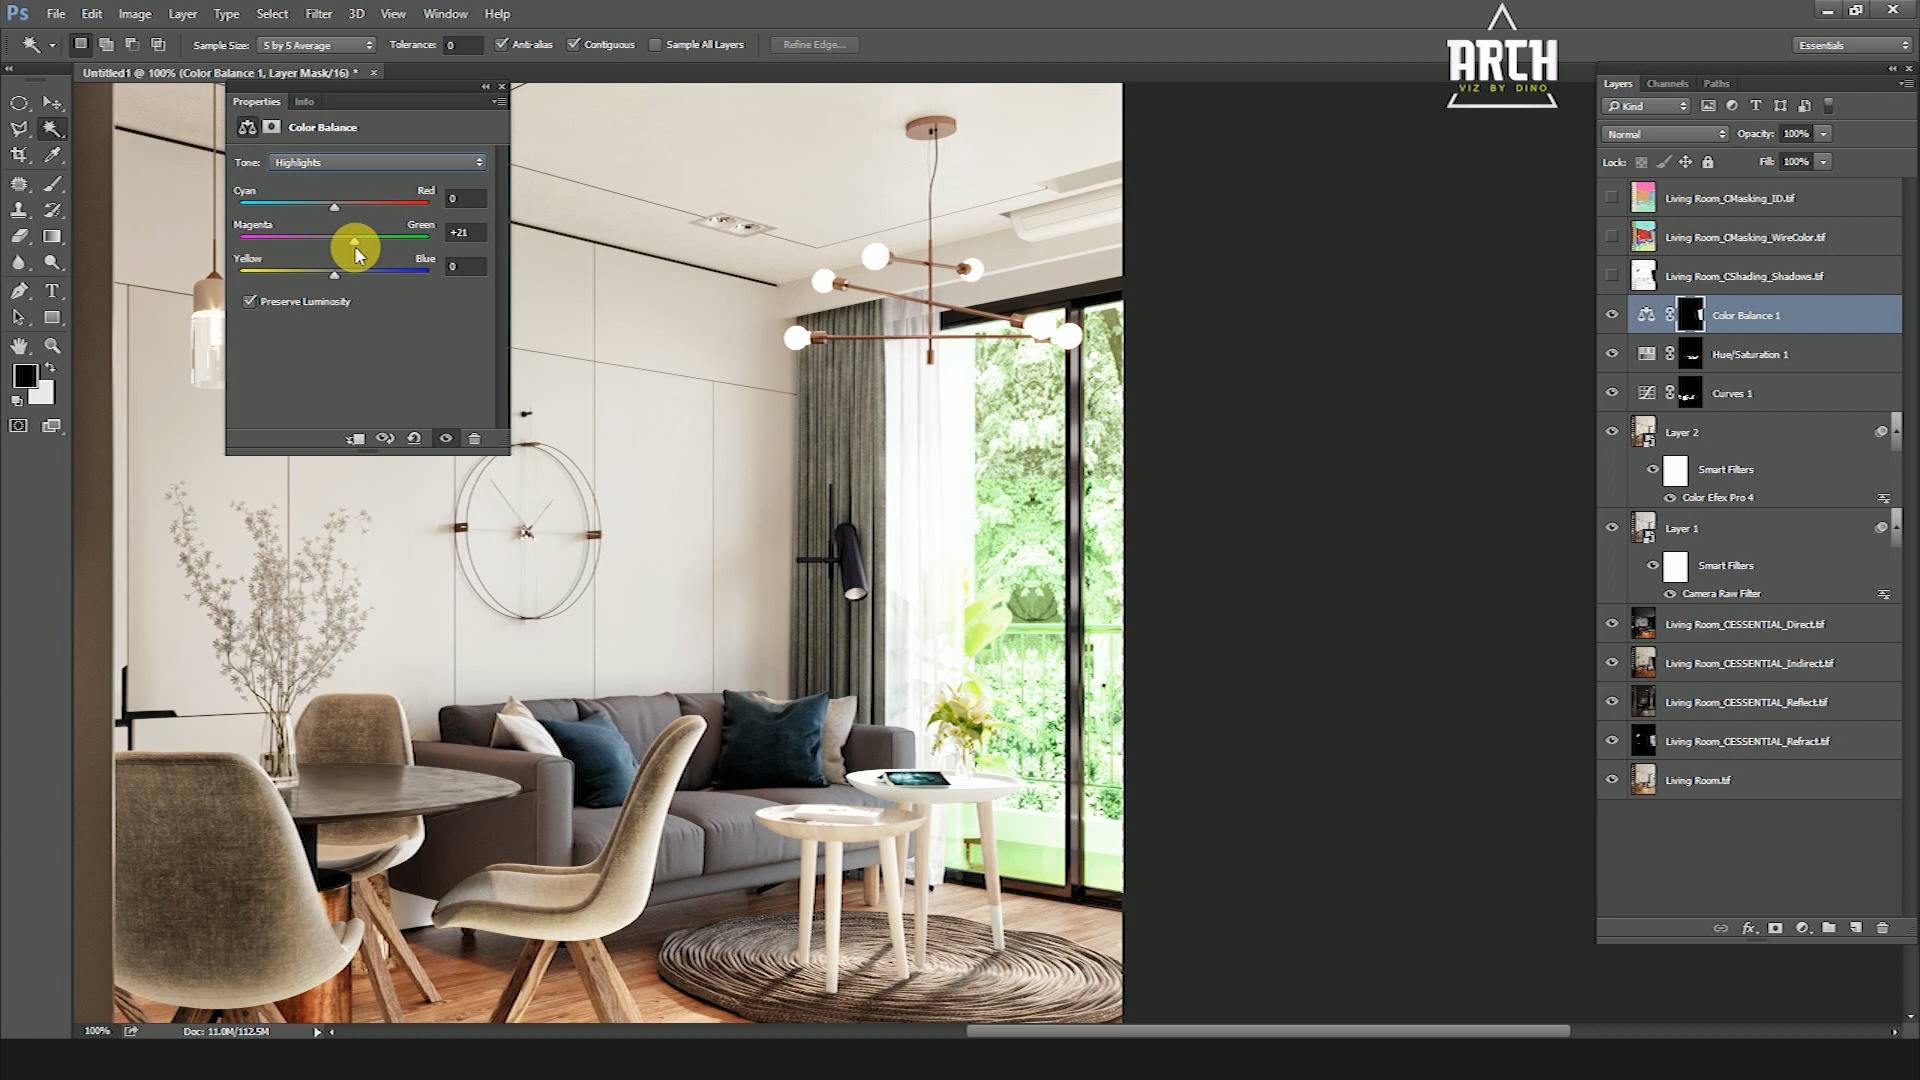 Ps File Edit Image Layer Type Select Filter 3D View Window Help
Sample Size: 5 by 5 Average Tolerance: 0 Anti-alias Contiguous Sample All Layers Refine Edge... Essentials
ARCH
VIZ BY DINO
Untitled1 @ 100% (Color Balance 1, Layer Mask/16) *
Properties Info
Color Balance
Tone: Highlights
Cyan Red 0
Magenta Green +21
Yellow Blue 0
Preserve Luminosity
Layers Channels Paths
Kind
Normal Opacity: 100%
Lock: Fill: 100%
Living Room_CMasking_ID.tif
Living Room_CMasking_WireColor.tif
Living Room_CShading_Shadows.tif
Color Balance 1
Hue/Saturation 1
Curves 1
Layer 2
Smart Filters
Color Efex Pro 4
Layer 1
Smart Filters
Camera Raw Filter
Living Room_CESSENTIAL_Direct.tif
Living Room_CESSENTIAL_Indirect.tif
Living Room_CESSENTIAL_Reflect.tif
Living Room_CESSENTIAL_Refract.tif
Living Room.tif
fx
100% Doc: 11.0M/112.5M